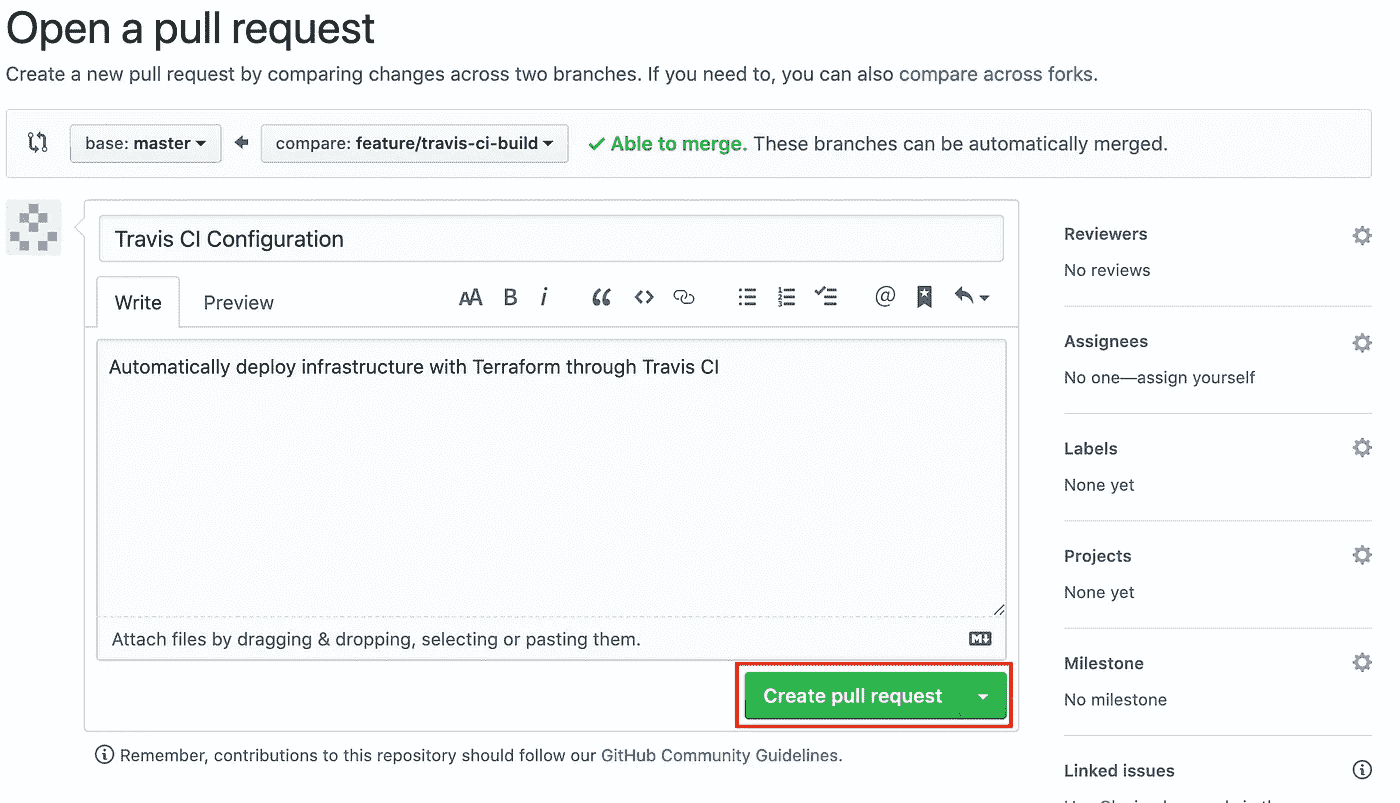 Open a pull request
Create a new pull request by comparing changes across two branches. If you need to, you can also compare across forks.
base: master
compare: feature/travis-ci-build
Able to merge. These branches can be automatically merged.
Travis CI Configuration
Write
Preview
AA B i
Automatically deploy infrastructure with Terraform through Travis CI
Attach files by dragging & dropping, selecting or pasting them.
Create pull request
Remember, contributions to this repository should follow our GitHub Community Guidelines.
Reviewers
No reviews
Assignees
No one—assign yourself
Labels
None yet
Projects
None yet
Milestone
No milestone
Linked issues